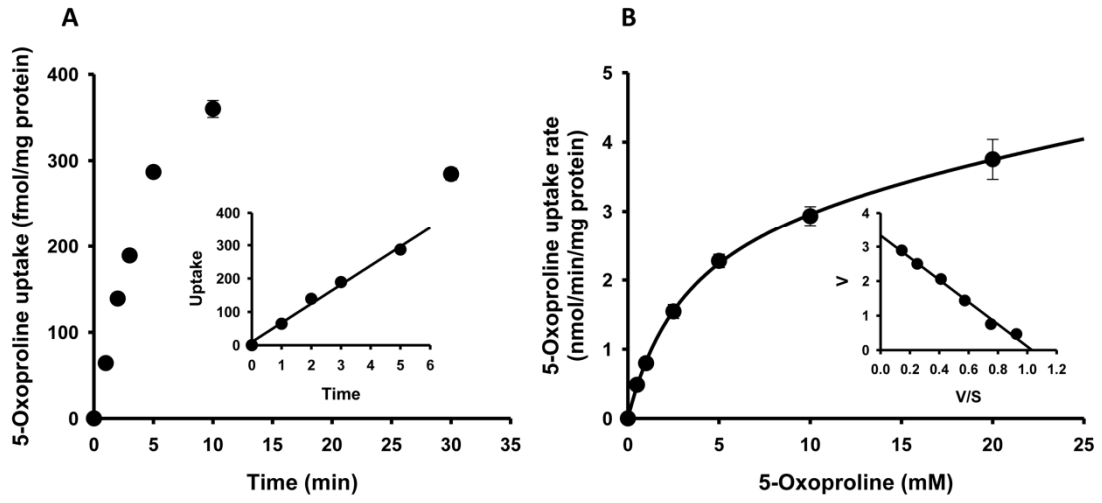 A
5-Oxoproline uptake (fmol/mg protein)
400
300
200
100
0
0 5 10 15 20 25 30 35
Time (min)
Uptake
400
300
200
100
0
0 1 2 3 4 5 6
Time
B
5-Oxoproline uptake rate
(nmol/min/mg protein)
5
4
3
2
1
0
0 5 10 15 20 25
5-Oxoproline (mM)
V
4
3
2
1
0
0.0 0.2 0.4 0.6 0.8 1.0 1.2
V/S